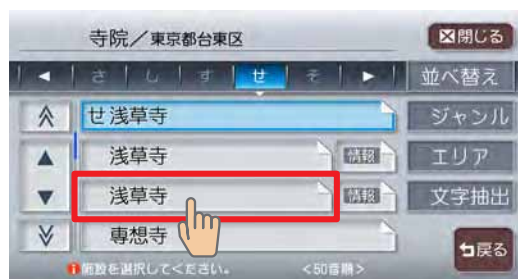 寺院／東京都台東区
閉じる
◄ さ し す せ そ ► 並べ替え
せ 浅草寺 ジャンル
浅草寺 情報 エリア
浅草寺 情報 文字抽出
専想寺
戻る
施設を選択してください。 <50音順>